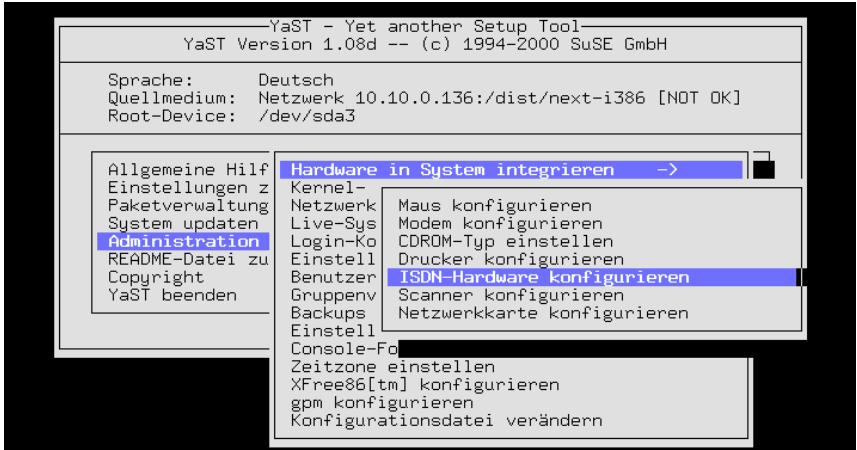 YaST - Yet another Setup Tool
YaST Version 1.08d -- (c) 1994-2000 SuSE GmbH
Sprache: Deutsch
Quellmedium: Netzwerk 10.10.0.136:/dist/next-i386 [NOT OK]
Root-Device: /dev/sda3
Allgemeine Hilf
Einstellungen z
Paketverwaltung
System updaten
Administration
README-Datei zu
Copyright
YaST beenden
Hardware in System integrieren ->
Kernel-
Netzwerk
Live-Sys
Login-Ko
Einstell
Benutzer
Gruppenv
Backups
Einstell
Console-Fo
Zeitzone einstellen
XFree86[tm] konfigurieren
gpm konfigurieren
Konfigurationsdatei verändern
Maus konfigurieren
Modem konfigurieren
CDROM-Typ einstellen
Drucker konfigurieren
ISDN-Hardware konfigurieren
Scanner konfigurieren
Netzwerkkarte konfigurieren